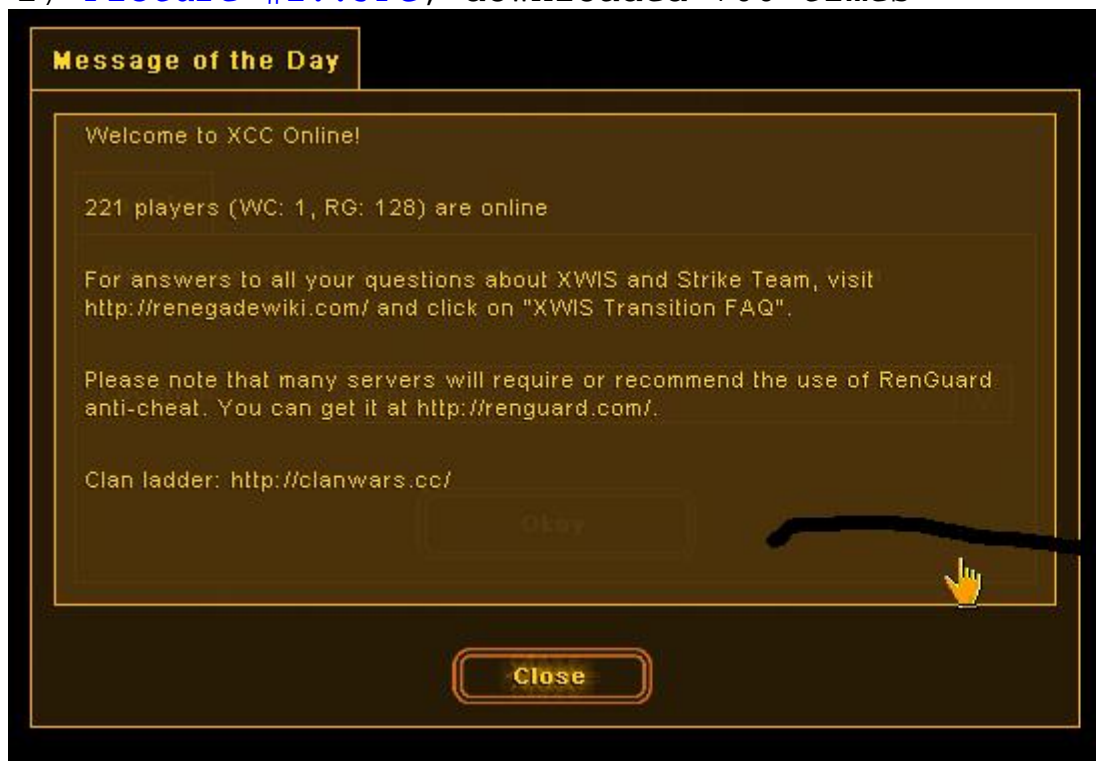 Message of the Day
Welcome to XCC Online!
221 players (WC: 1, RG: 128) are online
For answers to all your questions about XWIS and Strike Team, visit
http://renegadewiki.com/ and click on "XWIS Transition FAQ".
Please note that many servers will require or recommend the use of RenGuard
anti-cheat. You can get it at http://renguard.com/.
Clan ladder: http://clanwars.cc/
Okay
Close